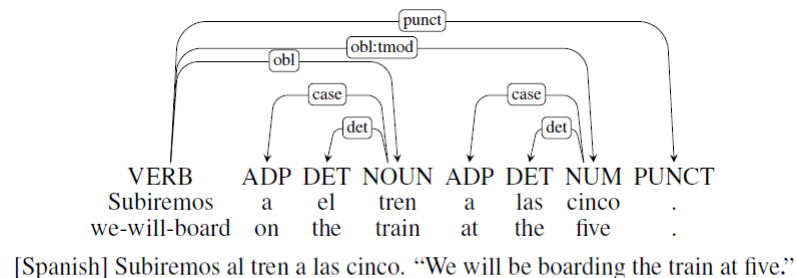 punct
obl:tmod
obl
case case
det det
VERB ADP DET NOUN ADP DET NUM PUNCT
Subiremos a el tren a las cinco .
we-will-board on the train at the five .
[Spanish] Subiremos al tren a las cinco. “We will be boarding the train at five.”